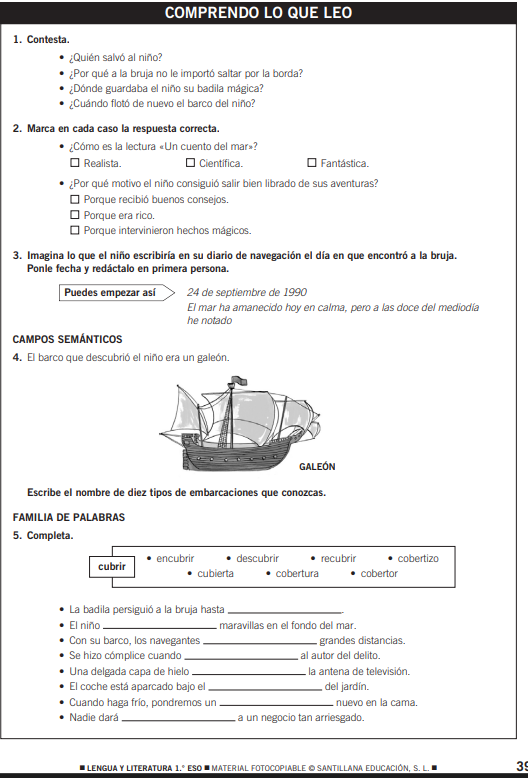 COMPRENDO LO QUE LEO
1. Contesta.
• ¿Quién salvó al niño?
• ¿Por qué a la bruja no le importó saltar por la borda?
• ¿Dónde guardaba el niño su badila mágica?
• ¿Cuándo flotó de nuevo el barco del niño?
2. Marca en cada caso la respuesta correcta.
• ¿Cómo es la lectura «Un cuento del mar»?
□ Realista. □ Científica. □ Fantástica.
• ¿Por qué motivo el niño consiguió salir bien librado de sus aventuras?
□ Porque recibió buenos consejos.
□ Porque era rico.
□ Porque intervinieron hechos mágicos.
3. Imagina lo que el niño escribiría en su diario de navegación el día en que encontró a la bruja.
Ponle fecha y redáctalo en primera persona.
Puedes empezar así 24 de septiembre de 1990
El mar ha amanecido hoy en calma, pero a las doce del mediodía
he notado
CAMPOS SEMÁNTICOS
4. El barco que descubrió el niño era un galeón.
GALEÓN
Escribe el nombre de diez tipos de embarcaciones que conozcas.
FAMILIA DE PALABRAS
5. Completa.
cubrir • encubrir • descubrir • recubrir • cobertizo
• cubierta • cobertura • cobertor
• La badila persiguió a la bruja hasta ____________________.
• El niño ____________________ maravillas en el fondo del mar.
• Con su barco, los navegantes ____________________ grandes distancias.
• Se hizo cómplice cuando ____________________ al autor del delito.
• Una delgada capa de hielo ____________________ la antena de televisión.
• El coche está aparcado bajo el ____________________ del jardín.
• Cuando haga frío, pondremos un ____________________ nuevo en la cama.
• Nadie dará ____________________ a un negocio tan arriesgado.
■ LENGUA Y LITERATURA 1.° ESO ■ MATERIAL FOTOCOPIABLE © SANTILLANA EDUCACIÓN, S. L. ■